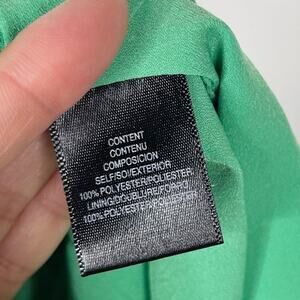 CONTENT
CONTENU
COMPOSICION
SELF/SOI/EXTERIOR
100% POLYESTER/POLIESTER
LINING/DOUBLURE/FORRO
100% POLYESTER/POLIESTER